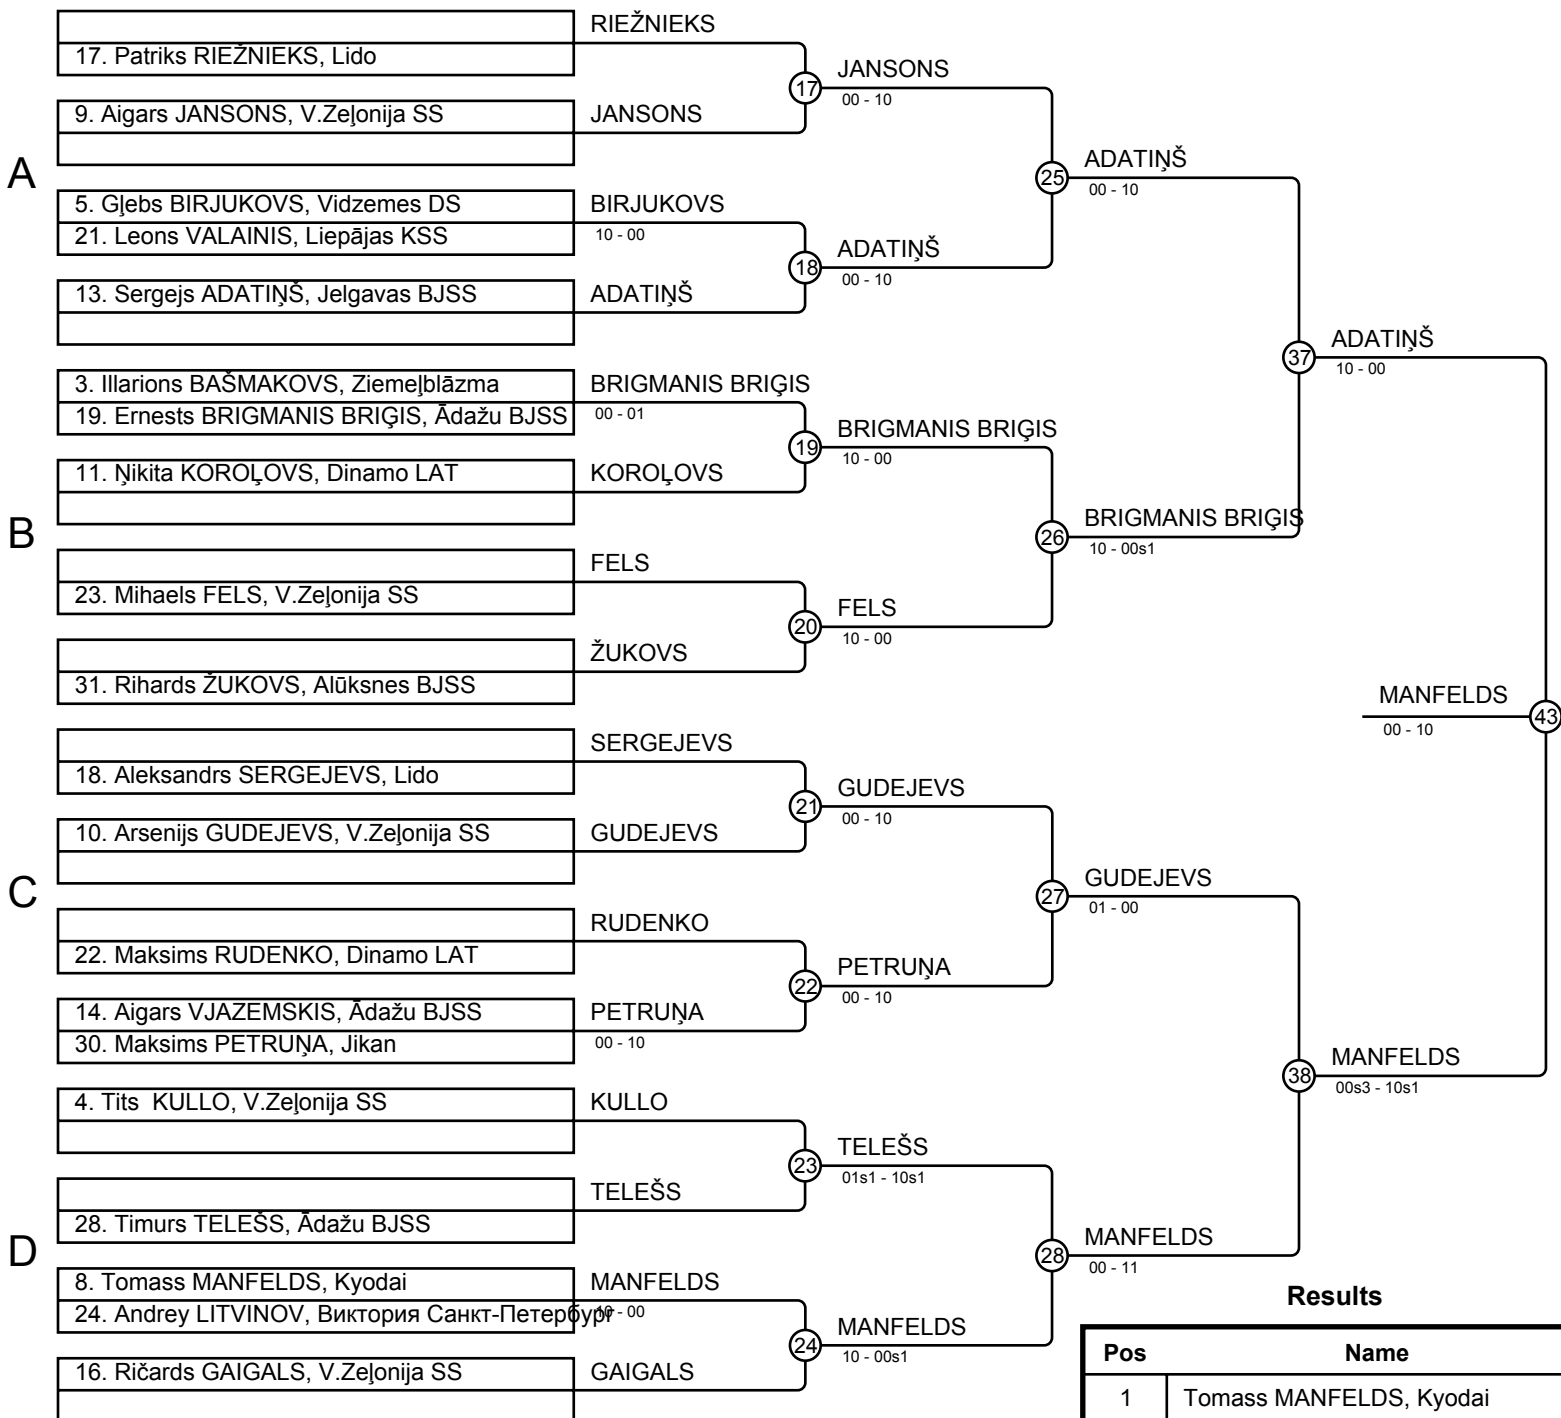 RIEŽNIEKS
17. Patriks RIEŽNIEKS, Lido
JANSONS
17
00 - 10
9. Aigars JANSONS, V.Zeļonija SS
JANSONS
A
ADATIŅŠ
25
00 - 10
5. Gļebs BIRJUKOVS, Vidzemes DS
BIRJUKOVS
21. Leons VALAINIS, Liepājas KSS
10 - 00
ADATIŅŠ
18
00 - 10
13. Sergejs ADATIŅŠ, Jelgavas BJSS
ADATIŅŠ
ADATIŅŠ
37
10 - 00
3. Illarions BAŠMAKOVS, Ziemeļblāzma
BRIGMANIS BRIĢIS
19. Ernests BRIGMANIS BRIĢIS, Ādažu BJSS
00 - 01
BRIGMANIS BRIĢIS
19
10 - 00
11. Ņikita KOROĻOVS, Dinamo LAT
KOROĻOVS
B
BRIGMANIS BRIĢIS
26
10 - 00s1
FELS
23. Mihaels FELS, V.Zeļonija SS
FELS
20
10 - 00
ŽUKOVS
31. Rihards ŽUKOVS, Alūksnes BJSS
MANFELDS
43
00 - 10
SERGEJEVS
18. Aleksandrs SERGEJEVS, Lido
GUDEJEVS
21
00 - 10
10. Arsenijs GUDEJEVS, V.Zeļonija SS
GUDEJEVS
C
GUDEJEVS
27
01 - 00
RUDENKO
22. Maksims RUDENKO, Dinamo LAT
PETRUŅA
22
00 - 10
14. Aigars VJAZEMSKIS, Ādažu BJSS
PETRUŅA
30. Maksims PETRUŅA, Jikan
00 - 10
MANFELDS
38
00s3 - 10s1
4. Tits  KULLO, V.Zeļonija SS
KULLO
TELEŠS
23
01s1 - 10s1
TELEŠS
28. Timurs TELEŠS, Ādažu BJSS
D
MANFELDS
28
00 - 11
8. Tomass MANFELDS, Kyodai
MANFELDS
24. Andrey LITVINOV, Виктория Санкт-Петербург
10 - 00
MANFELDS
24
10 - 00s1
16. Ričards GAIGALS, V.Zeļonija SS
GAIGALS
Results
Pos Name
1 Tomass MANFELDS, Kyodai